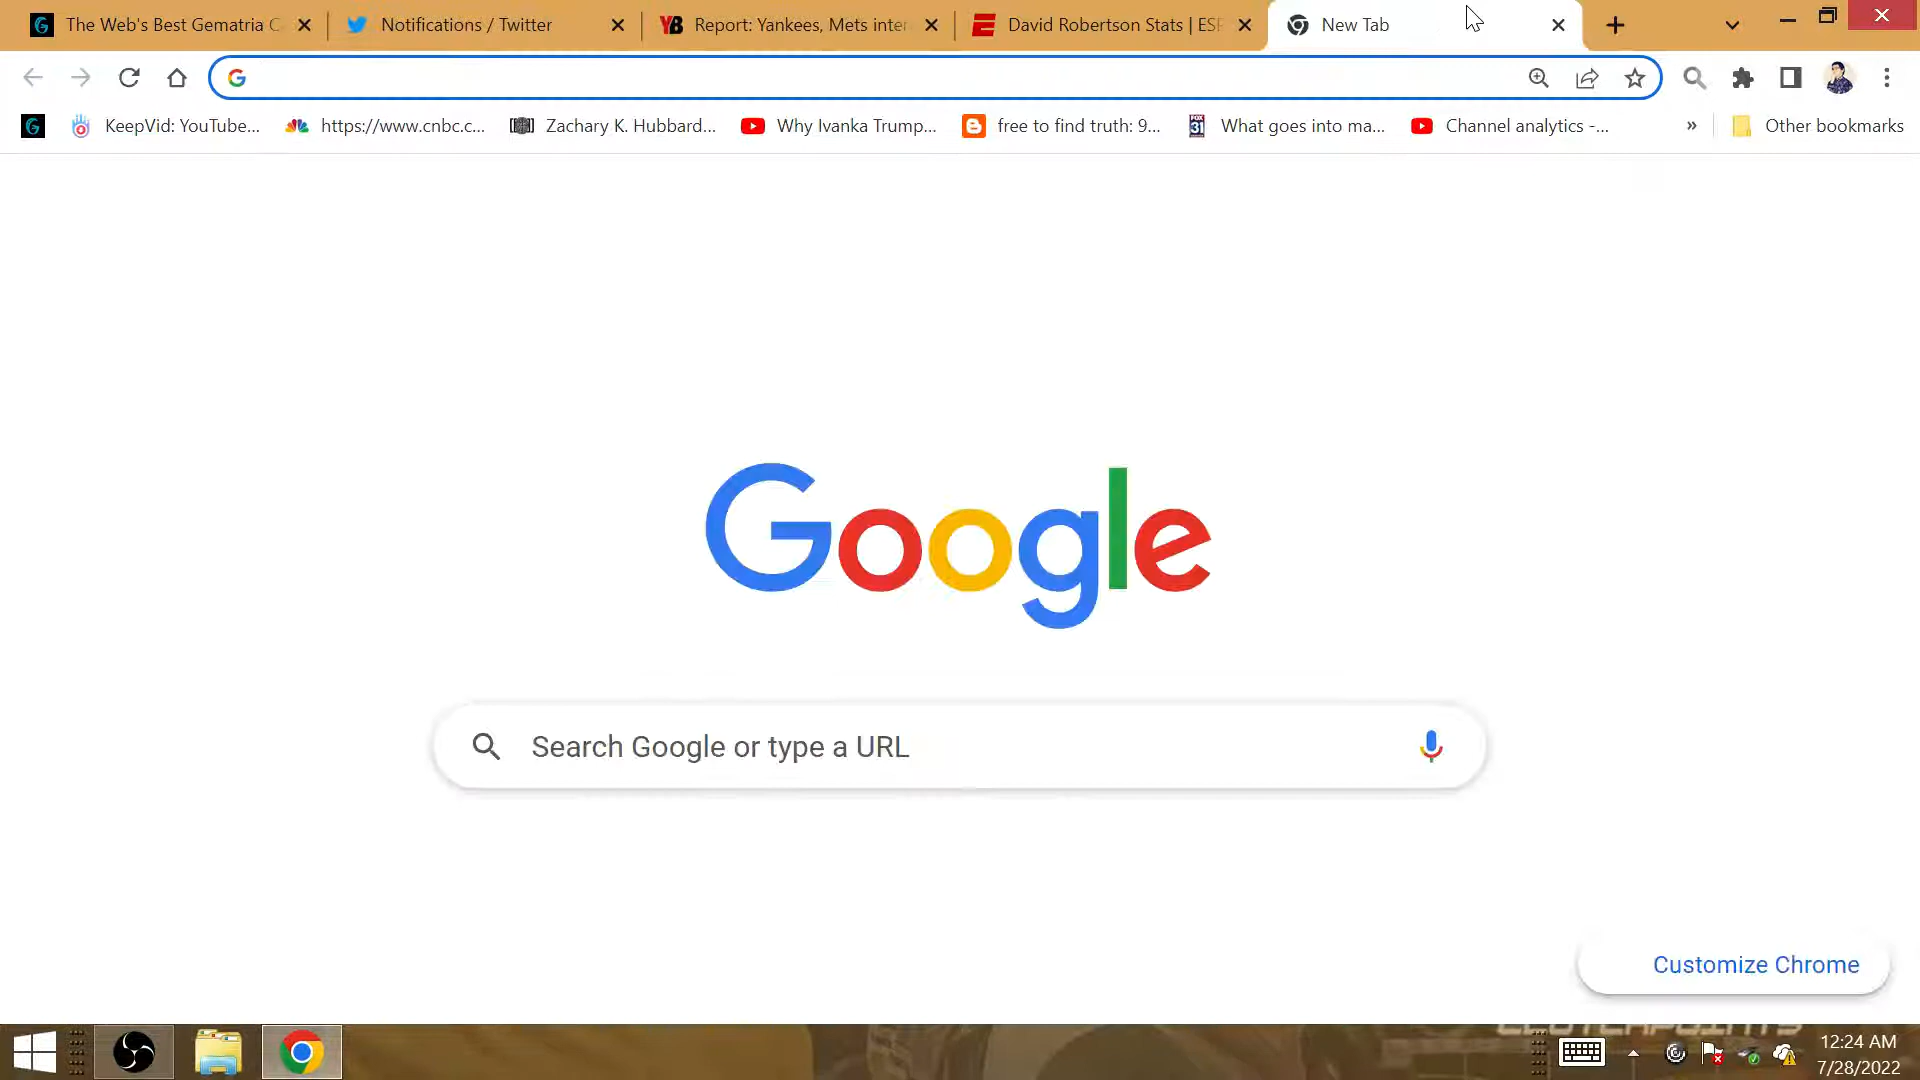 The Web's Best Gematria C
Notifications / Twitter
Report: Yankees, Mets inter
David Robertson Stats | ESP
New Tab
KeepVid: YouTube...
https://www.cnbc.c...
Zachary K. Hubbard...
Why Ivanka Trump...
free to find truth: 9...
What goes into ma...
Channel analytics -...
»
Other bookmarks
Google
Search Google or type a URL
Customize Chrome
CLUTCHPOINTS
12:24 AM
7/28/2022